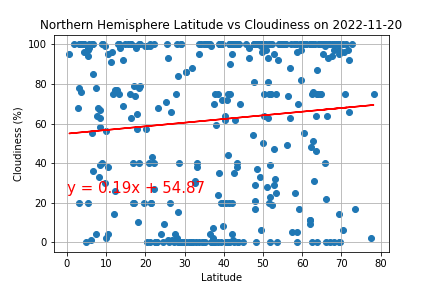 Northern Hemisphere Latitude vs Cloudiness on 2022-11-20
100
80
60
40
20
0
Cloudiness (%)
y = 0.19x + 54.87
0 10 20 30 40 50 60 70 80
Latitude